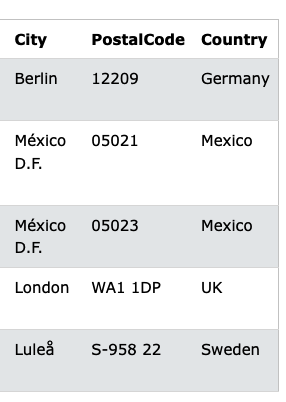 City PostalCode Country
Berlin 12209 Germany
México 05021 Mexico
D.F.
México 05023 Mexico
D.F.
London WA1 1DP UK
Luleå S-958 22 Sweden